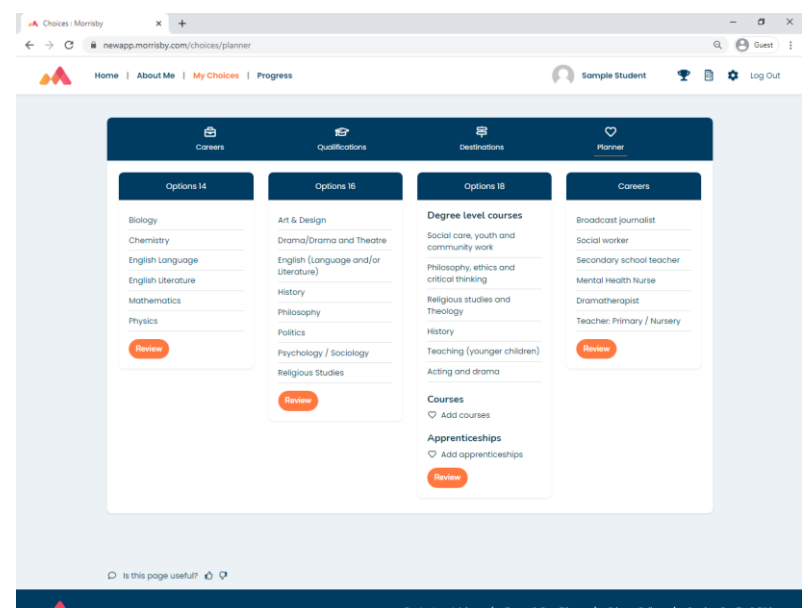 Choices : Morrisby
newapp.morrisby.com/choices/planner
Guest
Home | About Me | My Choices | Progress
Sample Student
Log Out
Careers
Qualifications
Destinations
Planner
Options 14
Biology
Chemistry
English Language
English Literature
Mathematics
Physics
Review
Options 16
Art & Design
Drama/Drama and Theatre
English (Language and/or
Literature)
History
Philosophy
Politics
Psychology / Sociology
Religious Studies
Review
Options 18
Degree level courses
Social care, youth and
community work
Philosophy, ethics and
critical thinking
Religious studies and
Theology
History
Teaching (younger children)
Acting and drama
Courses
Add courses
Apprenticeships
Add apprenticeships
Review
Careers
Broadcast journalist
Social worker
Secondary school teacher
Mental Health Nurse
Dramatherapist
Teacher: Primary / Nursery
Review
Is this page useful?